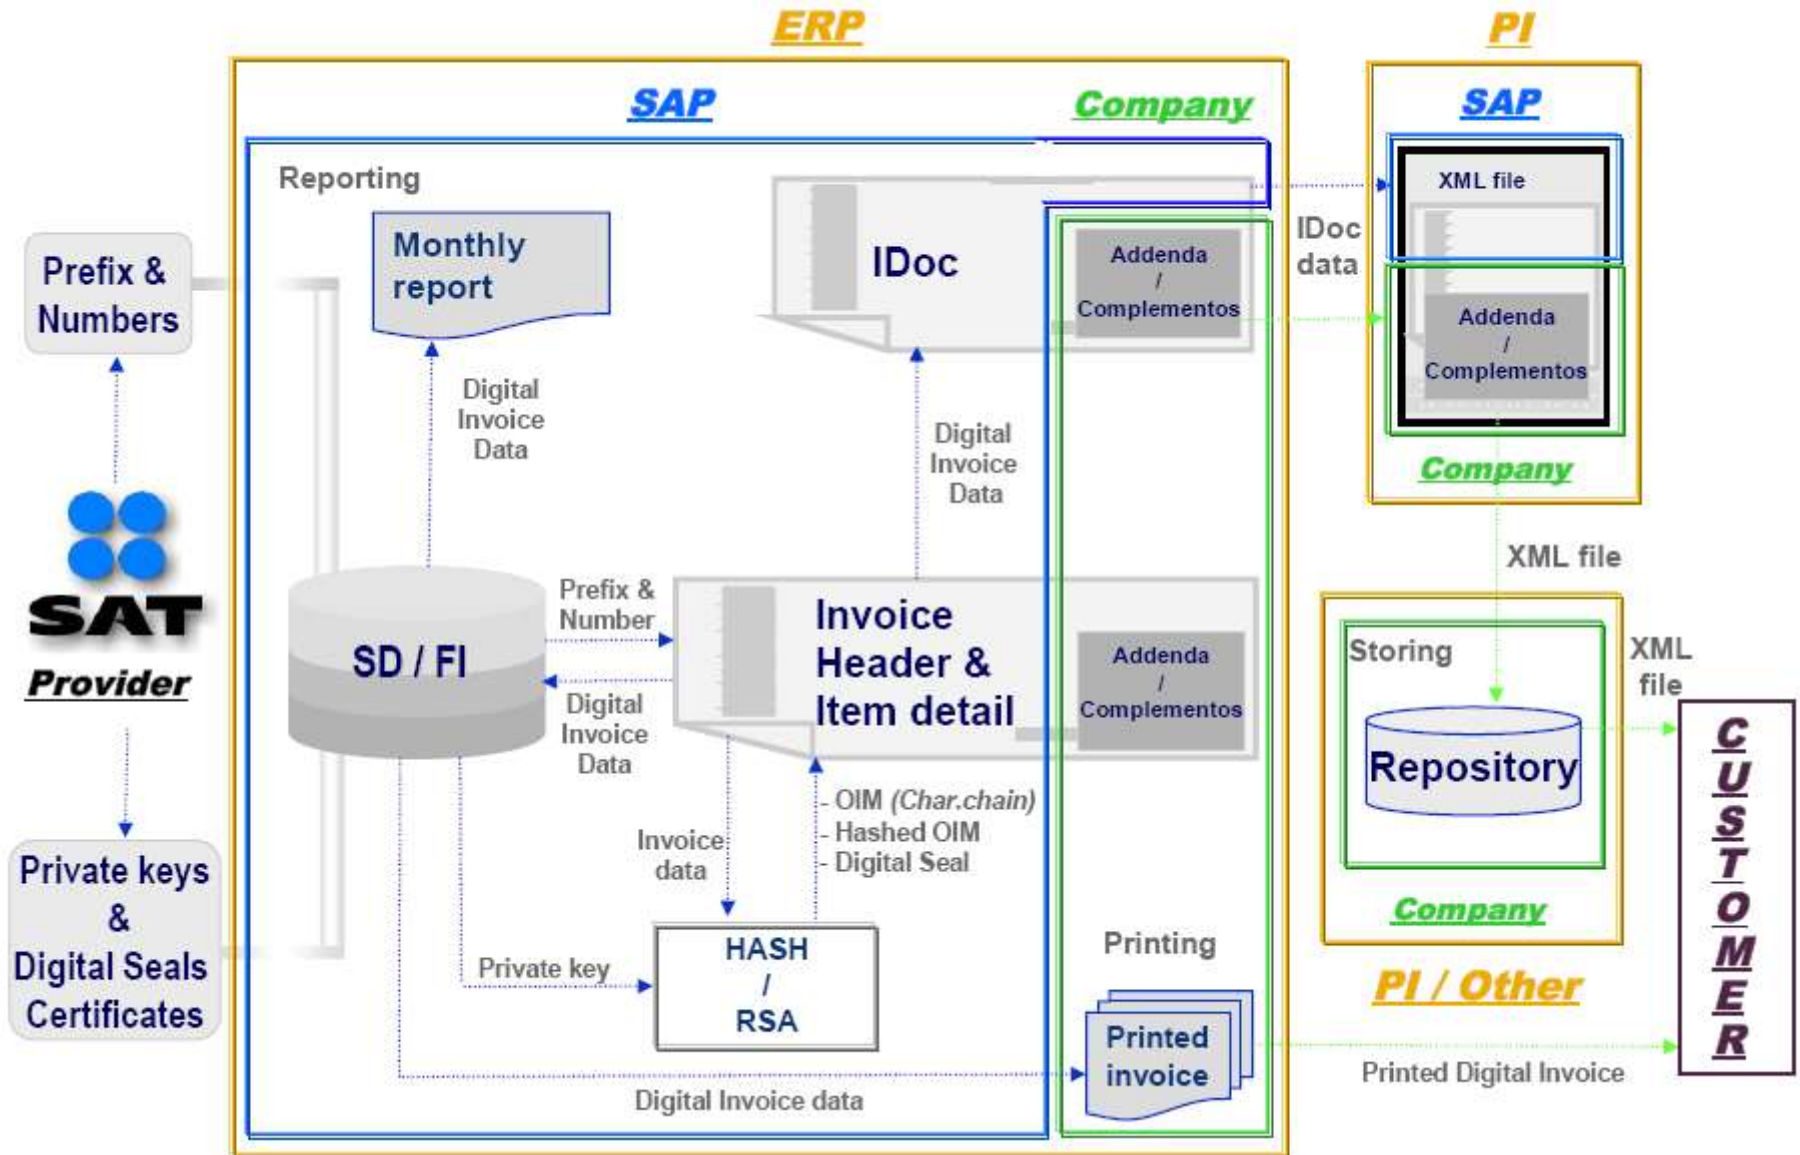 ERP
PI
SAP
Company
SAP
Reporting
XML file
Monthly
report
IDoc
Addenda
/
Complementos
IDoc
data
Prefix &
Numbers
Addenda
/
Complementos
Digital
Invoice
Data
Digital
Invoice
Data
Company
SAT
Provider
XML file
Prefix &
Number
SD / FI
Digital
Invoice
Data
Invoice
Header &
Item detail
Addenda
/
Complementos
Storing
XML
file
Repository
CUSTOMER
Private keys
&
Digital Seals
Certificates
Invoice
data
- OIM (Char.chain)
- Hashed OIM
- Digital Seal
Company
Private key
HASH
/
RSA
Printing
PI / Other
Printed
invoice
Digital Invoice data
Printed Digital Invoice